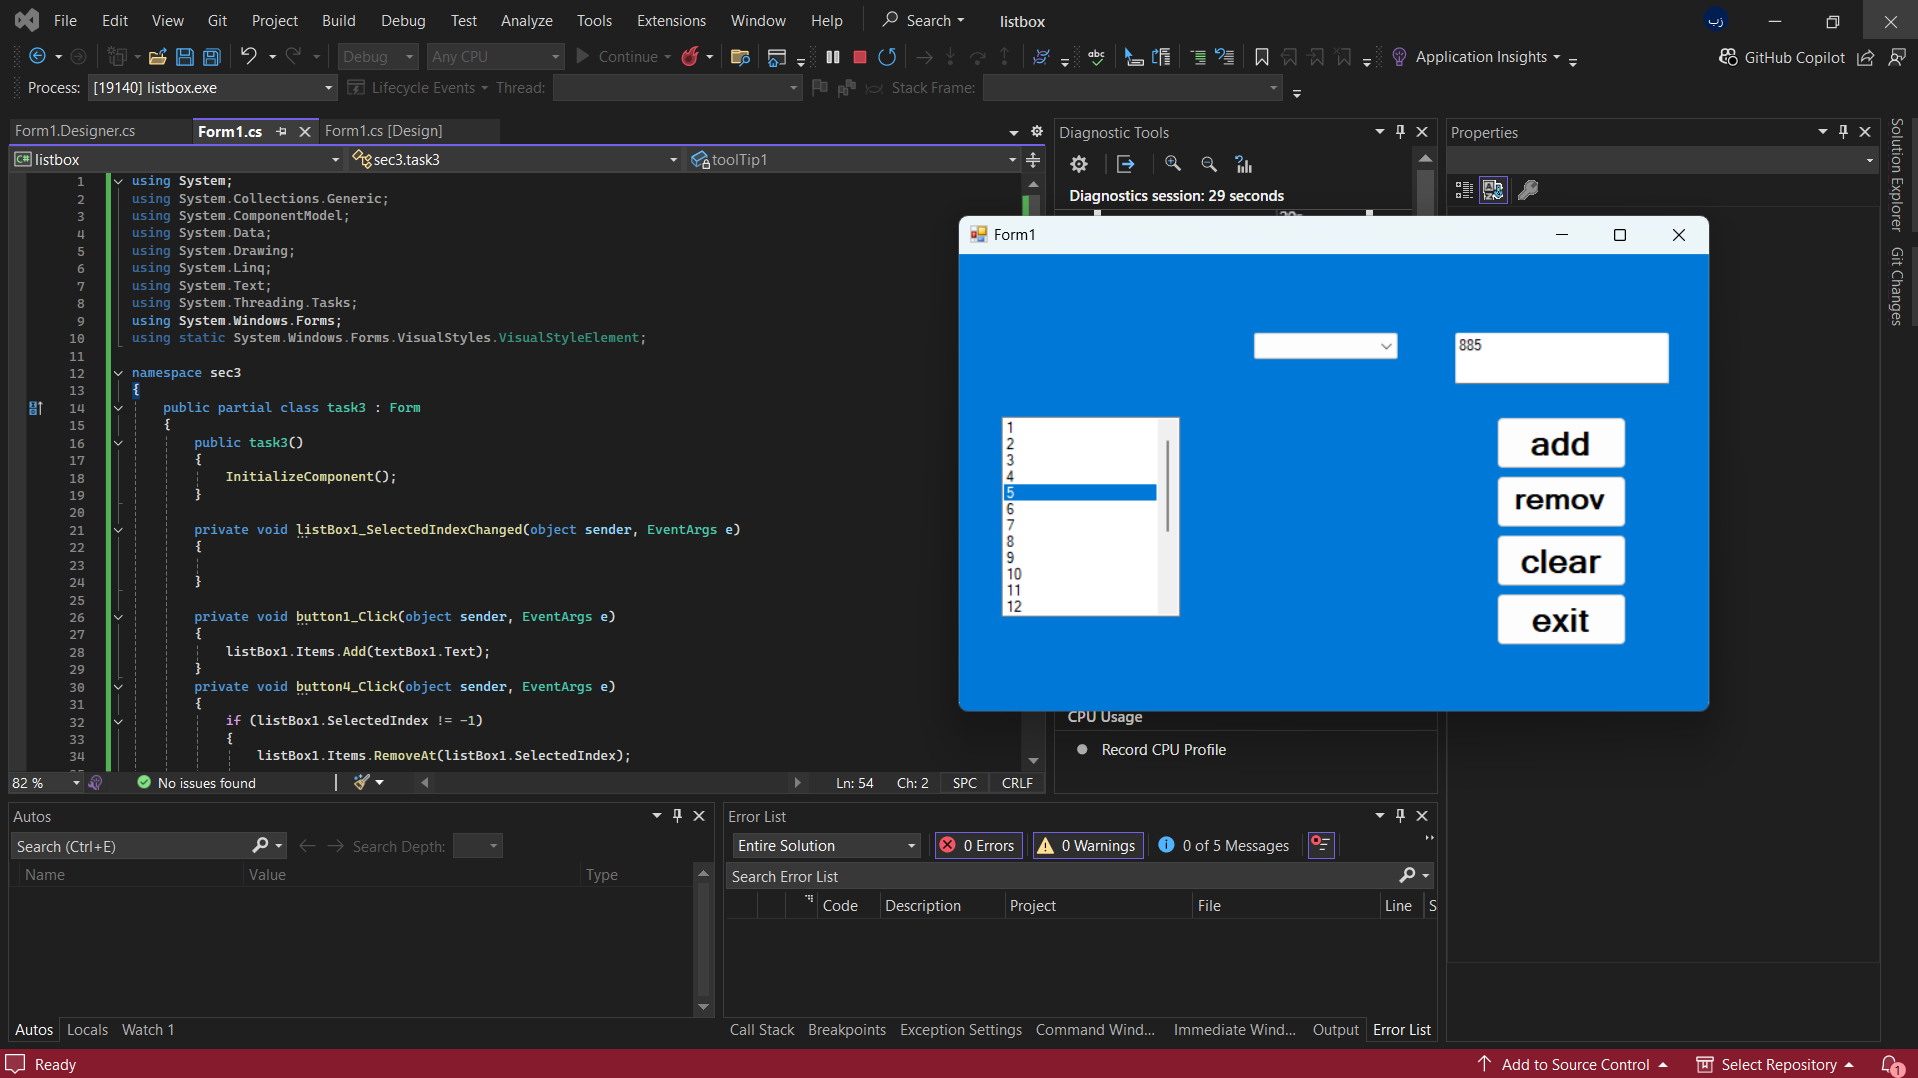 File Edit View Git Project Build Debug Test Analyze Tools Extensions Window Help Search listbox زب
Debug Any CPU Continue Application Insights GitHub Copilot
Process: [19140] listbox.exe Lifecycle Events Thread: Stack Frame:
Form1.Designer.cs Form1.cs Form1.cs [Design]
listbox sec3.task3 toolTip1
1 using System;
2 using System.Collections.Generic;
3 using System.ComponentModel;
4 using System.Data;
5 using System.Drawing;
6 using System.Linq;
7 using System.Text;
8 using System.Threading.Tasks;
9 using System.Windows.Forms;
10 using static System.Windows.Forms.VisualStyles.VisualStyleElement;
11
12 namespace sec3
13 {
14 public partial class task3 : Form
15 {
16 public task3()
17 {
18 InitializeComponent();
19 }
20
21 private void listBox1_SelectedIndexChanged(object sender, EventArgs e)
22 {
23
24 }
25
26 private void button1_Click(object sender, EventArgs e)
27 {
28 listBox1.Items.Add(textBox1.Text);
29 }
30 private void button4_Click(object sender, EventArgs e)
31 {
32 if (listBox1.SelectedIndex != -1)
33 {
34 listBox1.Items.RemoveAt(listBox1.SelectedIndex);
82 % No issues found Ln: 54 Ch: 2 SPC CRLF
Diagnostic Tools
Diagnostics session: 29 seconds
CPU Usage
Record CPU Profile
Properties
Solution Explorer
Git Changes
Form1
885
1
2
3
4
5
6
7
8
9
10
11
12
add
remov
clear
exit
Autos
Search (Ctrl+E) Search Depth:
Name Value Type
Autos Locals Watch 1
Error List
Entire Solution 0 Errors 0 Warnings 0 of 5 Messages
Search Error List
Code Description Project File Line S
Call Stack Breakpoints Exception Settings Command Wind... Immediate Wind... Output Error List
Ready Add to Source Control Select Repository 1